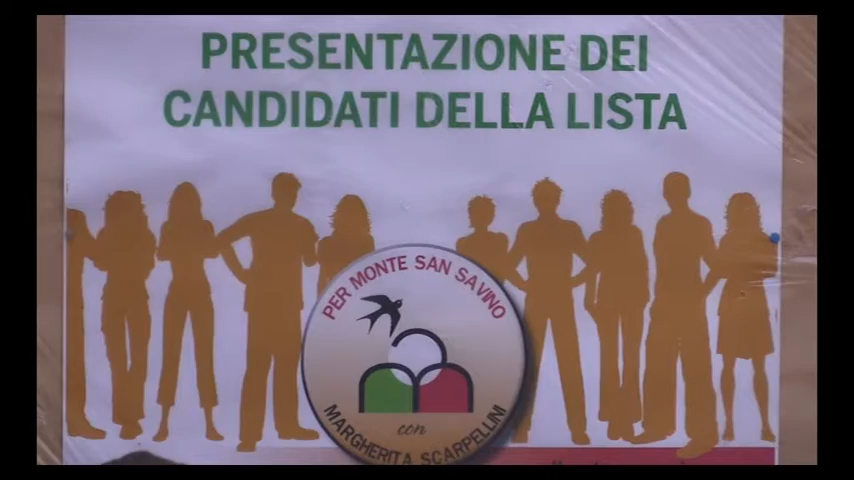 PRESENTAZIONE DEI
CANDIDATI DELLA LISTA
PER MONTE SAN SAVINO
con
MARGHERITA SCARPELLINI